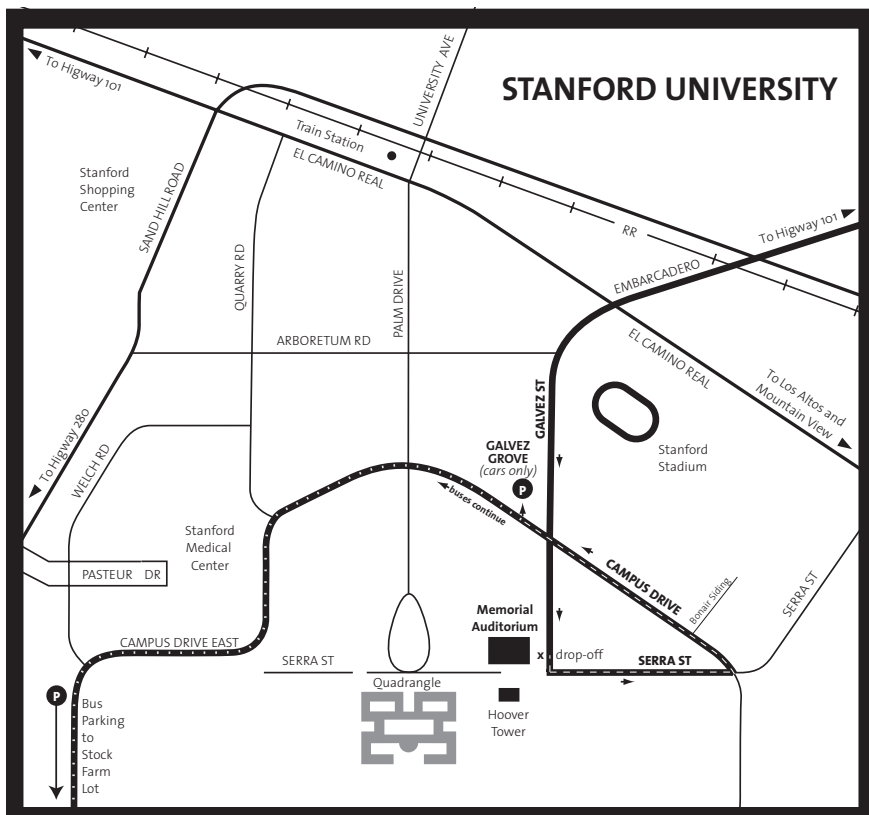 STANFORD UNIVERSITY
To Higway 101
UNIVERSITY AVE
Train Station
EL CAMINO REAL
Stanford
Shopping
Center
SAND HILL ROAD
QUARRY RD
PALM DRIVE
RR
To Higway 101
EMBARCADERO
ARBORETUM RD
EL CAMINO REAL
To Los Altos and
Mountain View
GALVEZ ST
Stanford
Stadium
GALVEZ
GROVE
(cars only)
P
buses continue
To Higway 280
WELCH RD
Stanford
Medical
Center
PASTEUR DR
CAMPUS DRIVE
Bonair Siding
SERRA ST
Memorial
Auditorium
x drop-off
SERRA ST
CAMPUS DRIVE EAST
SERRA ST
Quadrangle
Hoover
Tower
P
Bus
Parking
to
Stock
Farm
Lot